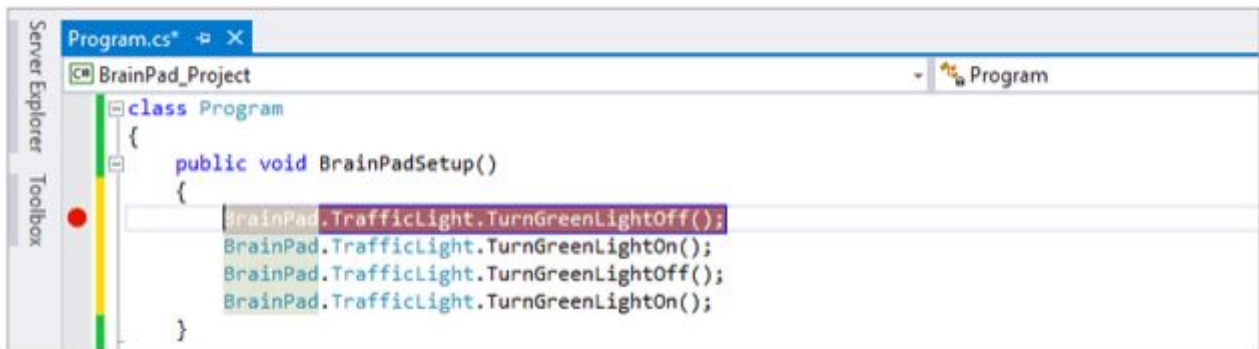 Server Explorer
Toolbox
Program.cs*
C# BrainPad_Project
Program
class Program
{
public void BrainPadSetup()
{
BrainPad.TrafficLight.TurnGreenLightOff();
BrainPad.TrafficLight.TurnGreenLightOn();
BrainPad.TrafficLight.TurnGreenLightOff();
BrainPad.TrafficLight.TurnGreenLightOn();
}